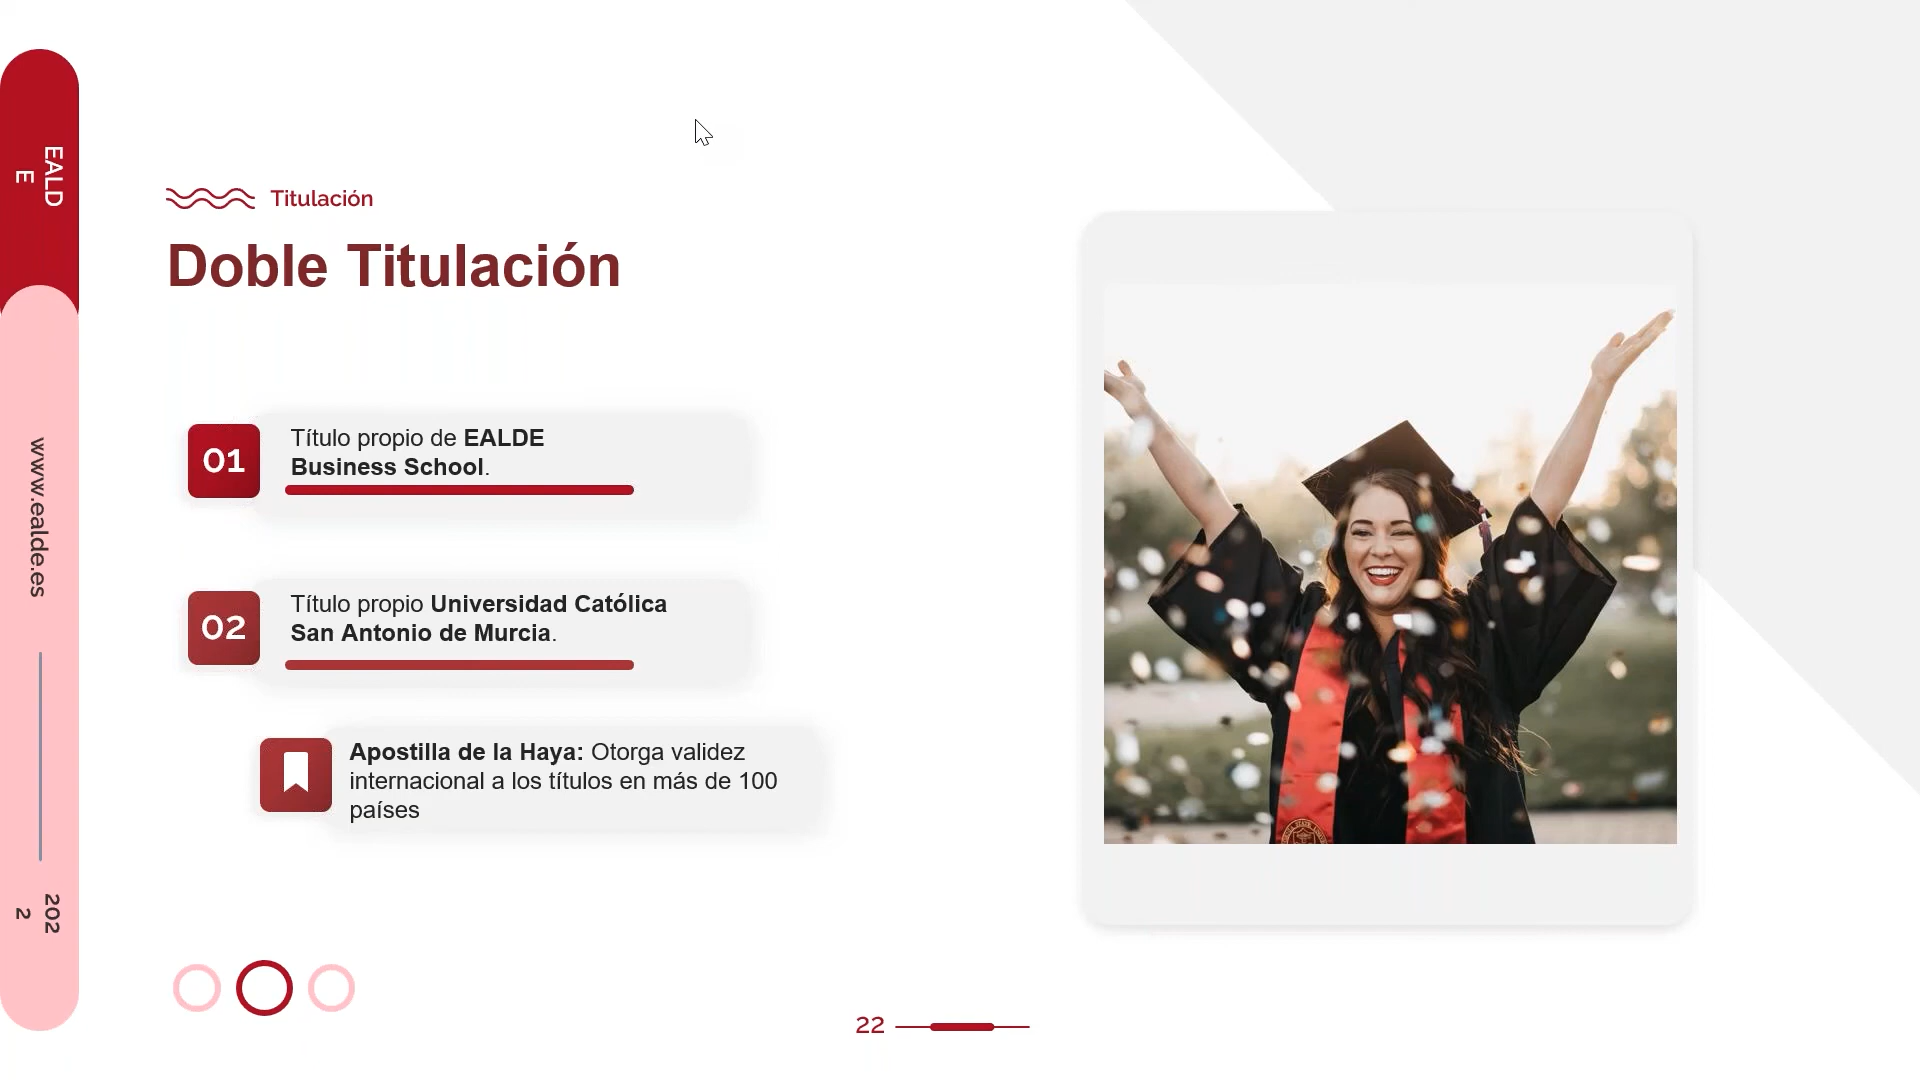 EALD
E
www.ealde.es
202
2
Titulación
Doble Titulación
01
Título propio de EALDE
Business School.
02
Título propio Universidad Católica
San Antonio de Murcia.
Apostilla de la Haya: Otorga validez
internacional a los títulos en más de 100
países
22